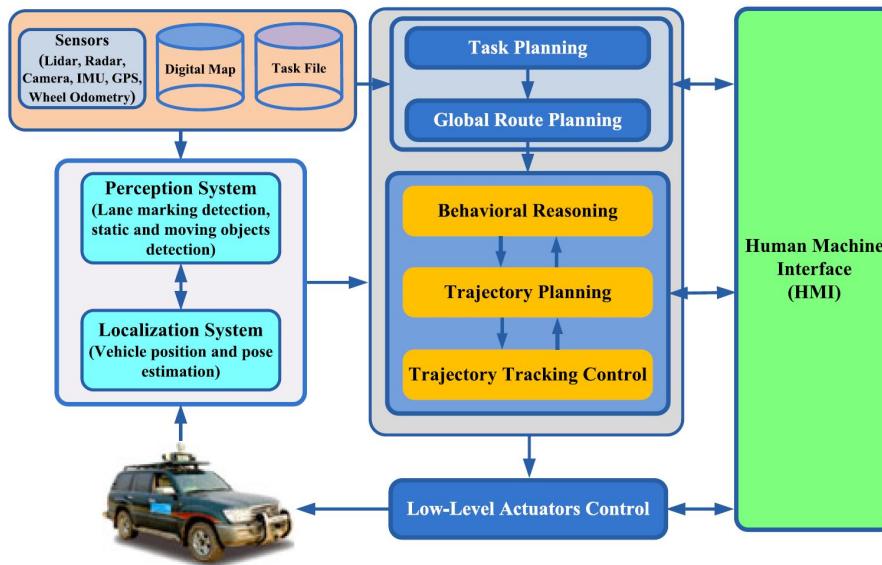 Sensors
(Lidar, Radar,
Camera, IMU, GPS,
Wheel Odometry)
Digital Map
Task File
Task Planning
Global Route Planning
Perception System
(Lane marking detection,
static and moving objects
detection)
Localization System
(Vehicle position and pose
estimation)
Behavioral Reasoning
Trajectory Planning
Trajectory Tracking Control
Low-Level Actuators Control
Human Machine
Interface
(HMI)